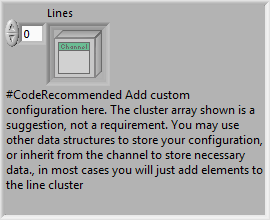 Lines
0
Channel
#CodeRecommended Add custom
configuration here. The cluster array shown is a
suggestion, not a requirement. You may use
other data structures to store your configuration,
or inherit from the channel to store necessary
data., in most cases you will just add elements to
the line cluster